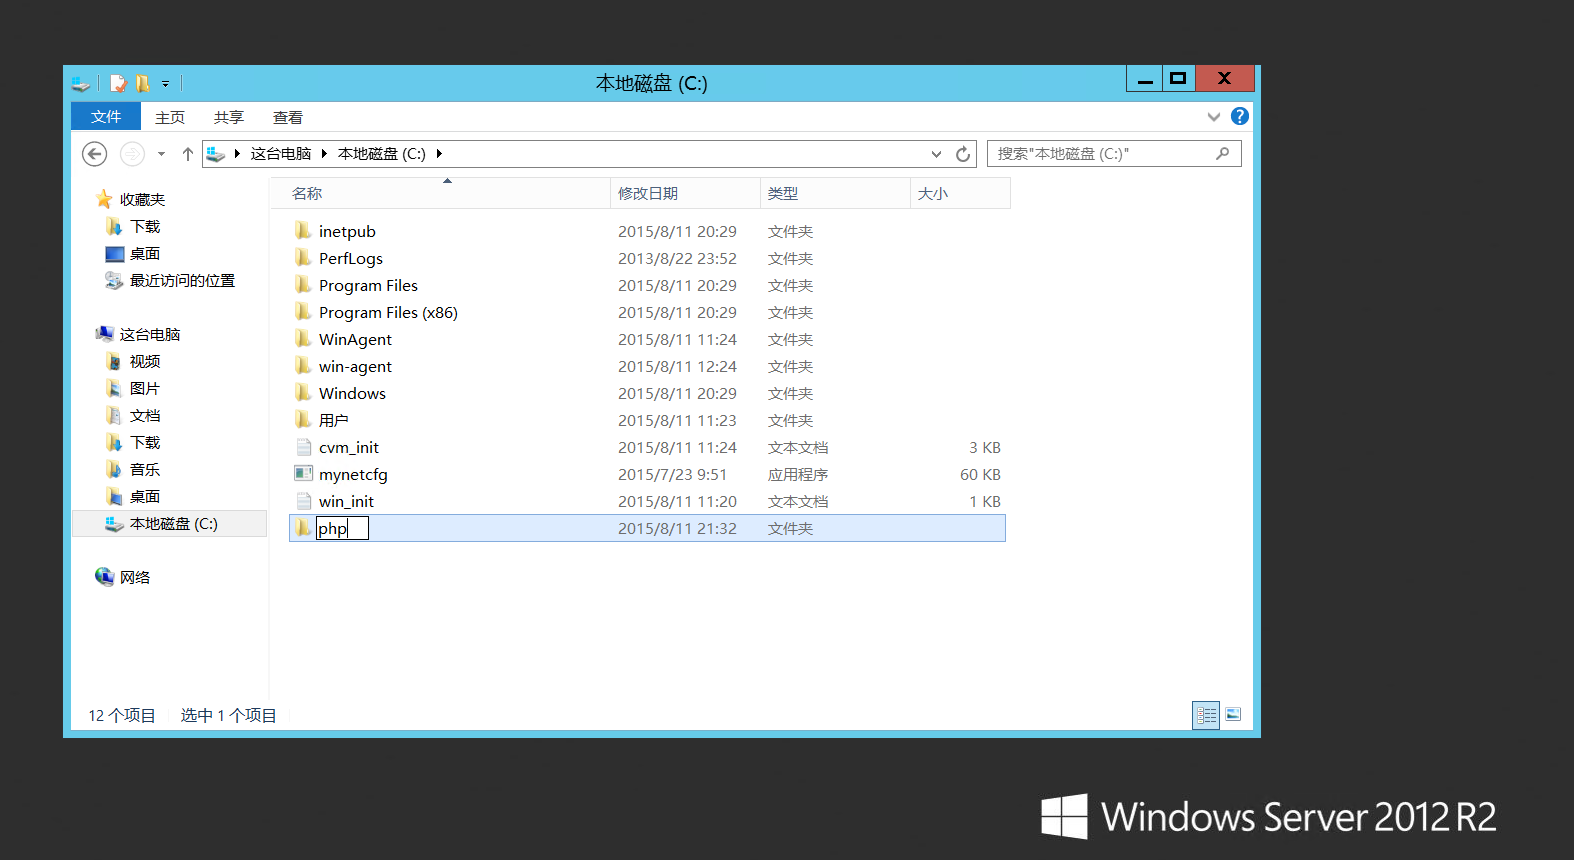 本地磁盘 (C:)
文件 主页 共享 查看
这台电脑 本地磁盘 (C:) 搜索"本地磁盘 (C:)"
收藏夹
下载
桌面
最近访问的位置
这台电脑
视频
图片
文档
下载
音乐
桌面
本地磁盘 (C:)
网络
名称 修改日期 类型 大小
inetpub 2015/8/11 20:29 文件夹
PerfLogs 2013/8/22 23:52 文件夹
Program Files 2015/8/11 20:29 文件夹
Program Files (x86) 2015/8/11 20:29 文件夹
WinAgent 2015/8/11 11:24 文件夹
win-agent 2015/8/11 12:24 文件夹
Windows 2015/8/11 20:29 文件夹
用户 2015/8/11 11:23 文件夹
cvm_init 2015/8/11 11:24 文本文档 3 KB
mynetcfg 2015/7/23 9:51 应用程序 60 KB
win_init 2015/8/11 11:20 文本文档 1 KB
php 2015/8/11 21:32 文件夹
12 个项目 选中 1 个项目
Windows Server 2012 R2